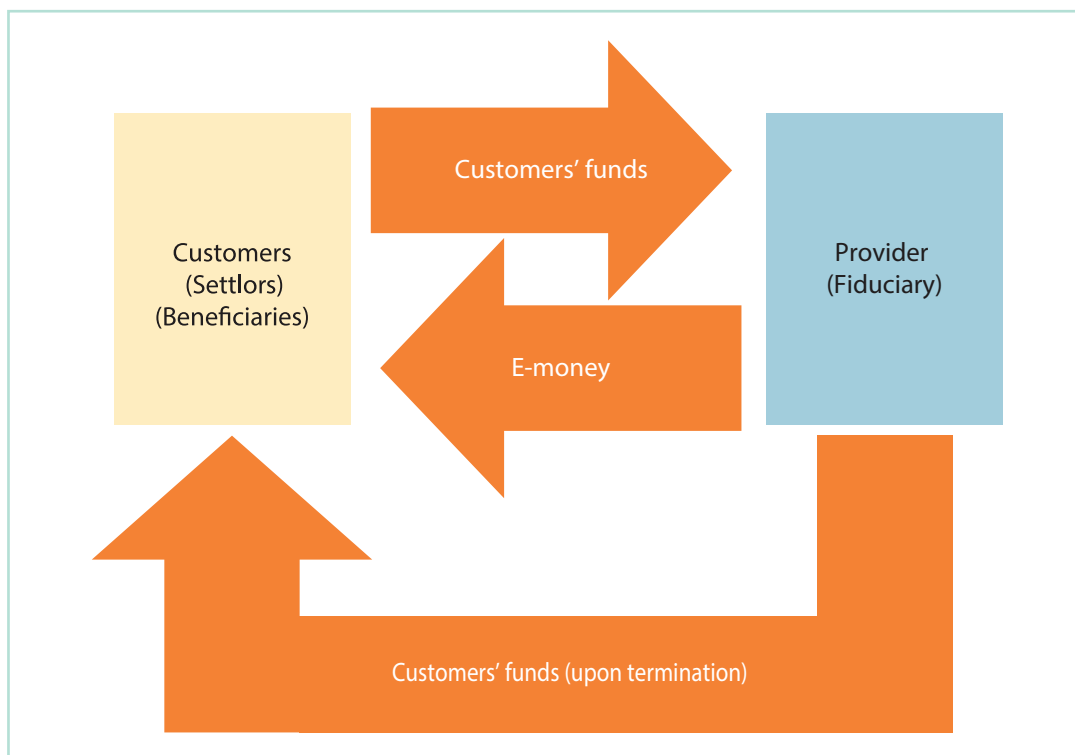 Customers’ funds
Customers
(Settlors)
(Beneficiaries)
Provider
(Fiduciary)
E-money
Customers’ funds (upon termination)